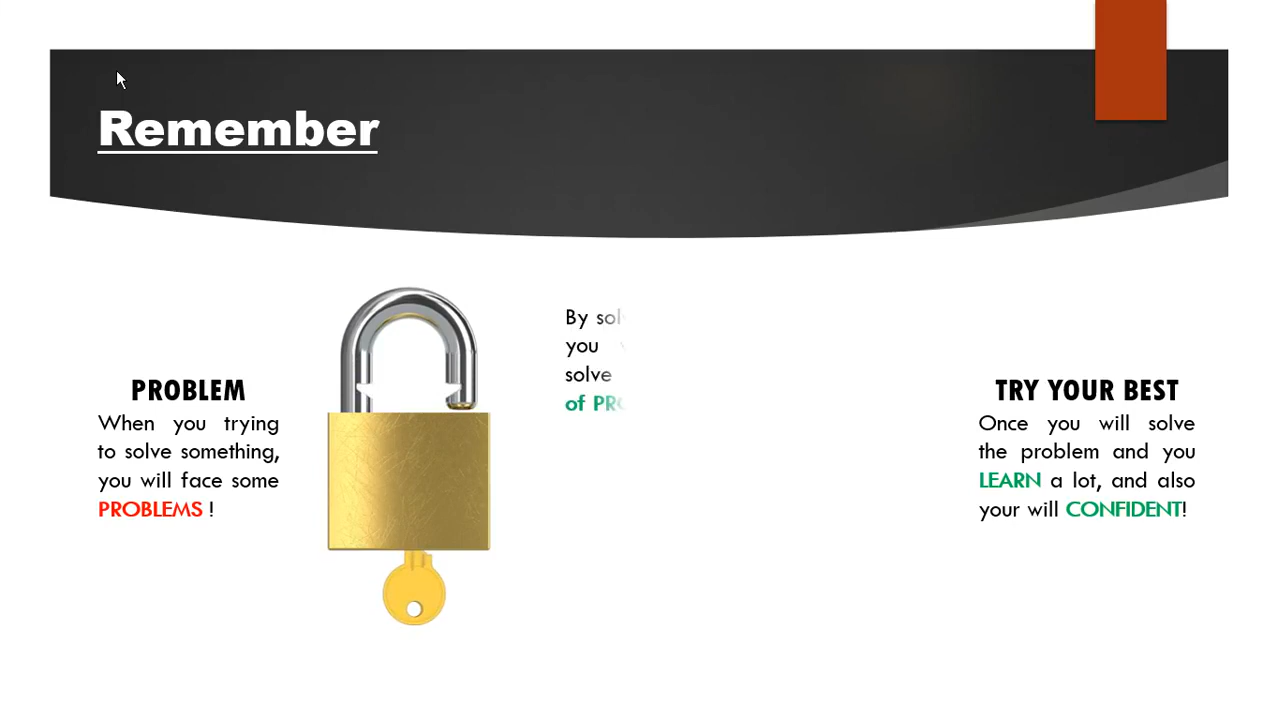 Remember
PROBLEM
When you trying
to solve something,
you will face some
PROBLEMS !
By
you
solve
of
TRY YOUR BEST
Once you will solve
the problem and you
LEARN a lot, and also
your will CONFIDENT!